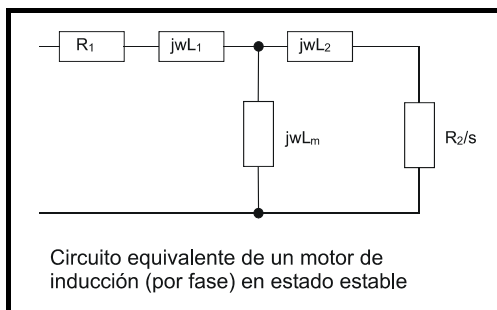 R₁
jwL₁
jwL₂
jwLₘ
R₂/s
Circuito equivalente de un motor de
inducción (por fase) en estado estable